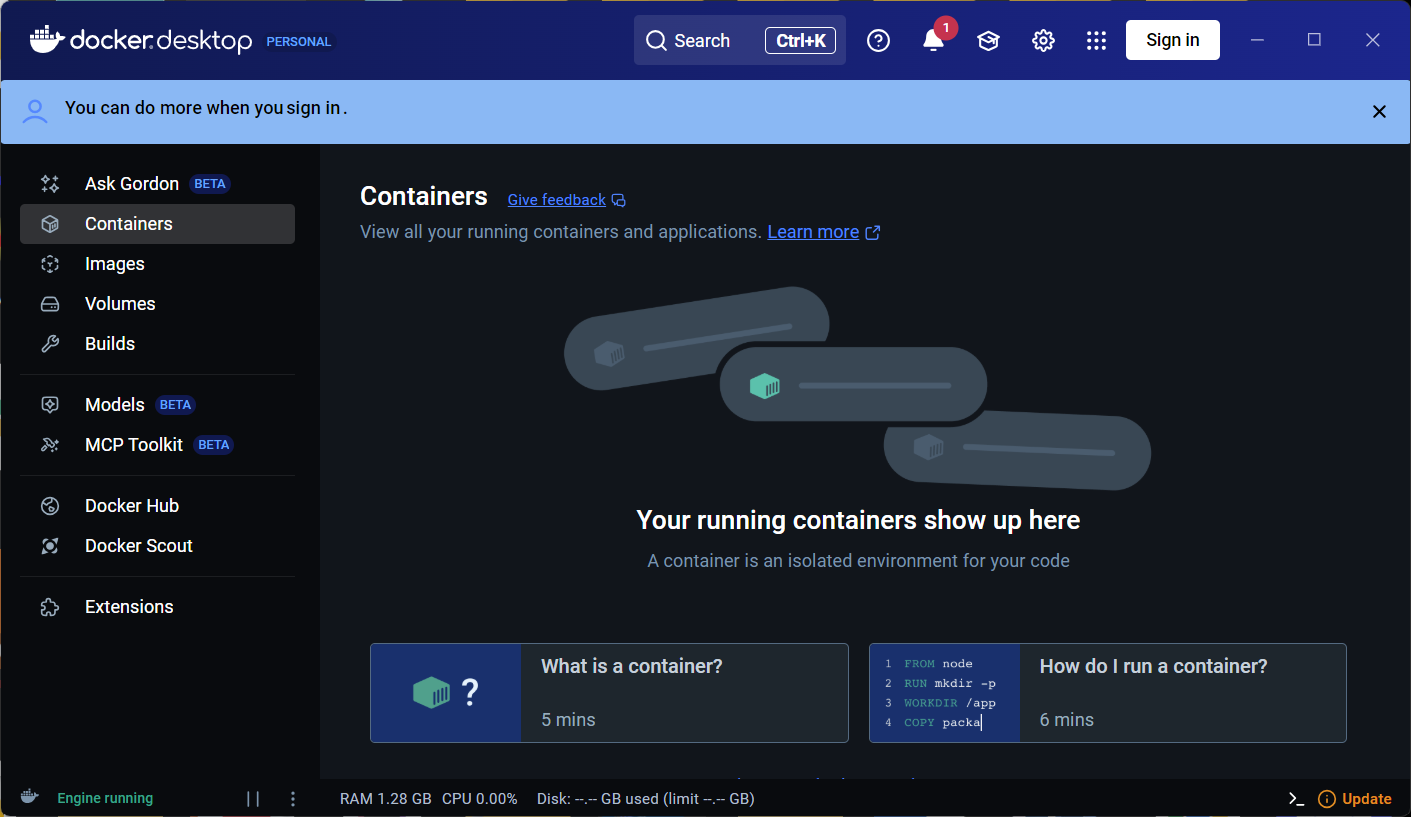 docker.desktop PERSONAL
Search Ctrl+K
1
Sign in
You can do more when you sign in.
Ask Gordon BETA
Containers
Images
Volumes
Builds
Models BETA
MCP Toolkit BETA
Docker Hub
Docker Scout
Extensions
Containers Give feedback
View all your running containers and applications. Learn more
Your running containers show up here
A container is an isolated environment for your code
?
What is a container?
5 mins
1 FROM node
2 RUN mkdir -p
3 WORKDIR /app
4 COPY packa
How do I run a container?
6 mins
Engine running
RAM 1.28 GB CPU 0.00% Disk: --.-- GB used (limit --.-- GB)
Update